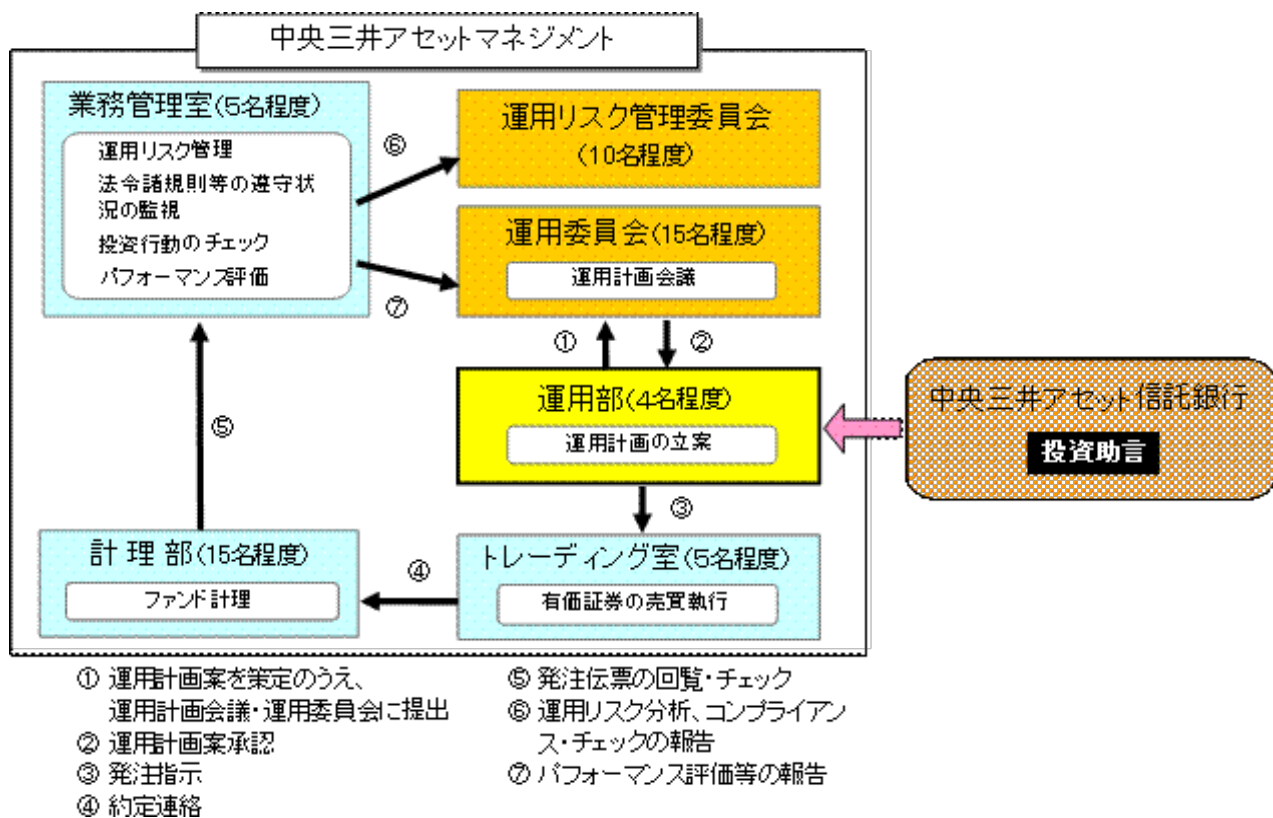 中央三井アセットマネジメント
業務管理室(5名程度)
運用リスク管理
法令諸規則等の遵守状
況の監視
投資行動のチェック
パフォーマンス評価
⑥
⑦
運用リスク管理委員会
(10名程度)
運用委員会(15名程度)
運用計画会議
①
②
運用部(4名程度)
運用計画の立案
中央三井アセット信託銀行
投資助言
⑤
③
計理部(15名程度)
ファンド計理
④
トレーディング室(5名程度)
有価証券の売買執行
① 運用計画案を策定のうえ、
運用計画会議・運用委員会に提出
② 運用計画案承認
③ 発注指示
④ 約定連絡
⑤ 発注伝票の回覧・チェック
⑥ 運用リスク分析、コンプライアン
ス・チェックの報告
⑦ パフォーマンス評価等の報告